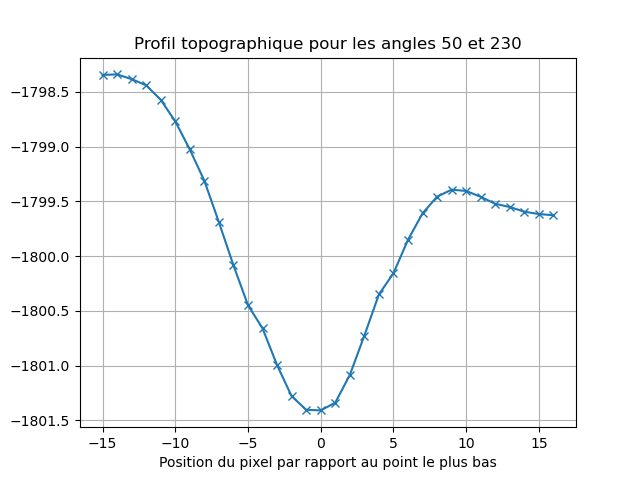 Profil topographique pour les angles 50 et 230
−1798.5
−1799.0
−1799.5
−1800.0
−1800.5
−1801.0
−1801.5
−15 −10 −5 0 5 10 15
Position du pixel par rapport au point le plus bas